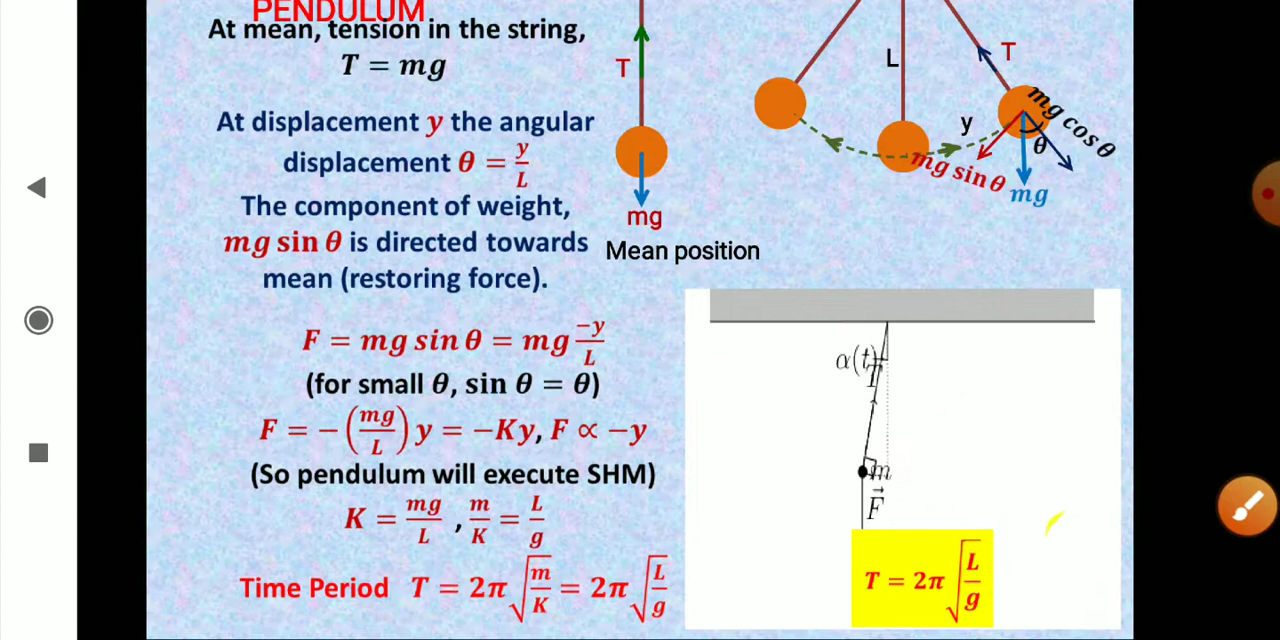 PENDULUM
At mean, tension in the string,
T = mg
At displacement y the angular
displacement θ = y/L
The component of weight,
mg sin θ is directed towards
mean (restoring force).
F = mg sin θ = mg −y/L
(for small θ, sin θ = θ)
F = −(mg/L) y = −Ky, F ∝ −y
(So pendulum will execute SHM)
K = mg/L , m/K = L/g
Time Period T = 2π √(m/K) = 2π √(L/g)
T
mg
Mean position
L
T
y
mg cos θ
θ
mg sin θ
mg
α(t)
T
m
F⃗
T = 2π √(L/g)